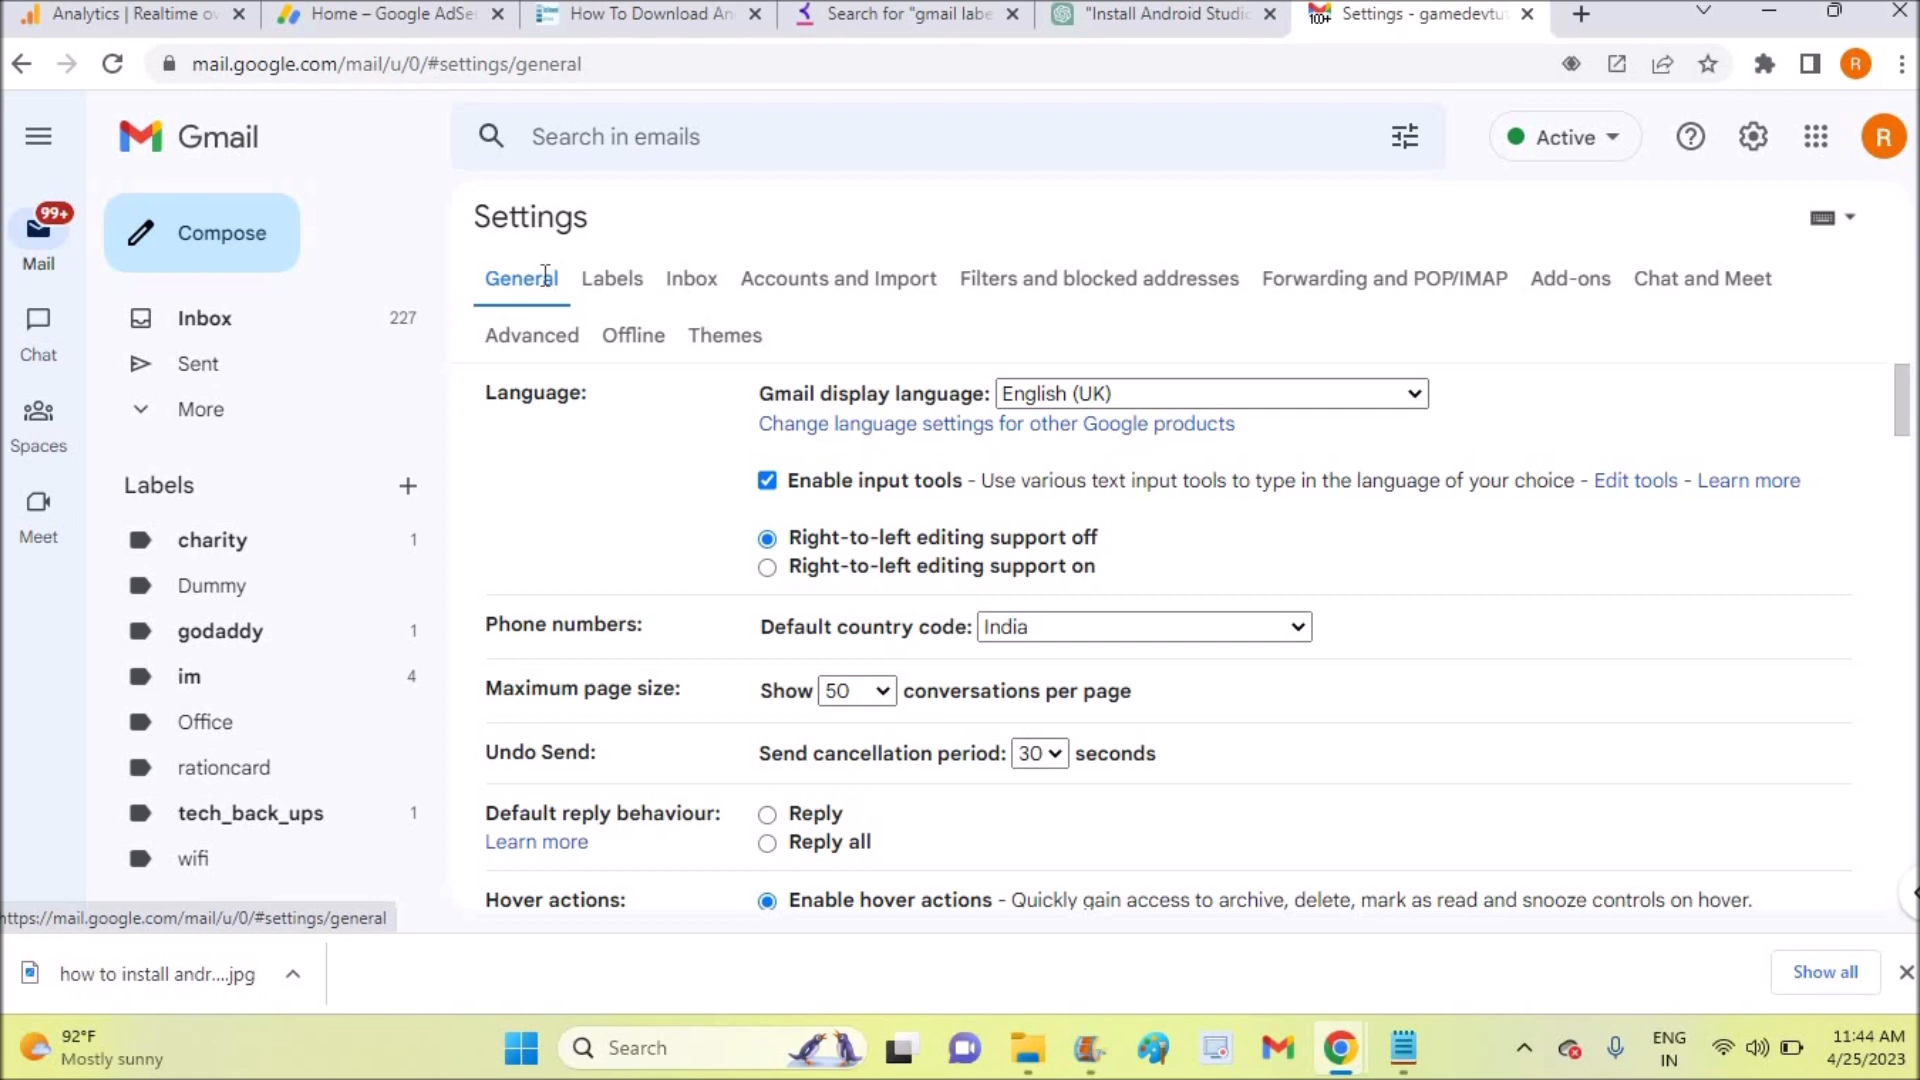 Analytics | Realtime ov
Home – Google AdSe
How To Download An
Search for "gmail labe
"Install Android Studi
100+
Settings - gamedevtu
mail.google.com/mail/u/0/#settings/general
R
Gmail
Search in emails
Active
R
99+
Mail
Chat
Spaces
Meet
Compose
Inbox 227
Sent
More
Labels
charity 1
Dummy
godaddy 1
im 4
Office
rationcard
tech_back_ups 1
wifi
Settings
General Labels Inbox Accounts and Import Filters and blocked addresses Forwarding and POP/IMAP Add-ons Chat and Meet
Advanced Offline Themes
Language: Gmail display language: English (UK)
Change language settings for other Google products
Enable input tools - Use various text input tools to type in the language of your choice - Edit tools - Learn more
Right-to-left editing support off
Right-to-left editing support on
Phone numbers: Default country code: India
Maximum page size: Show 50 conversations per page
Undo Send: Send cancellation period: 30 seconds
Default reply behaviour: Reply
Learn more Reply all
Hover actions: Enable hover actions - Quickly gain access to archive, delete, mark as read and snooze controls on hover.
https://mail.google.com/mail/u/0/#settings/general
how to install andr....jpg
Show all
92°F
Mostly sunny
Search
ENG
IN
11:44 AM
4/25/2023